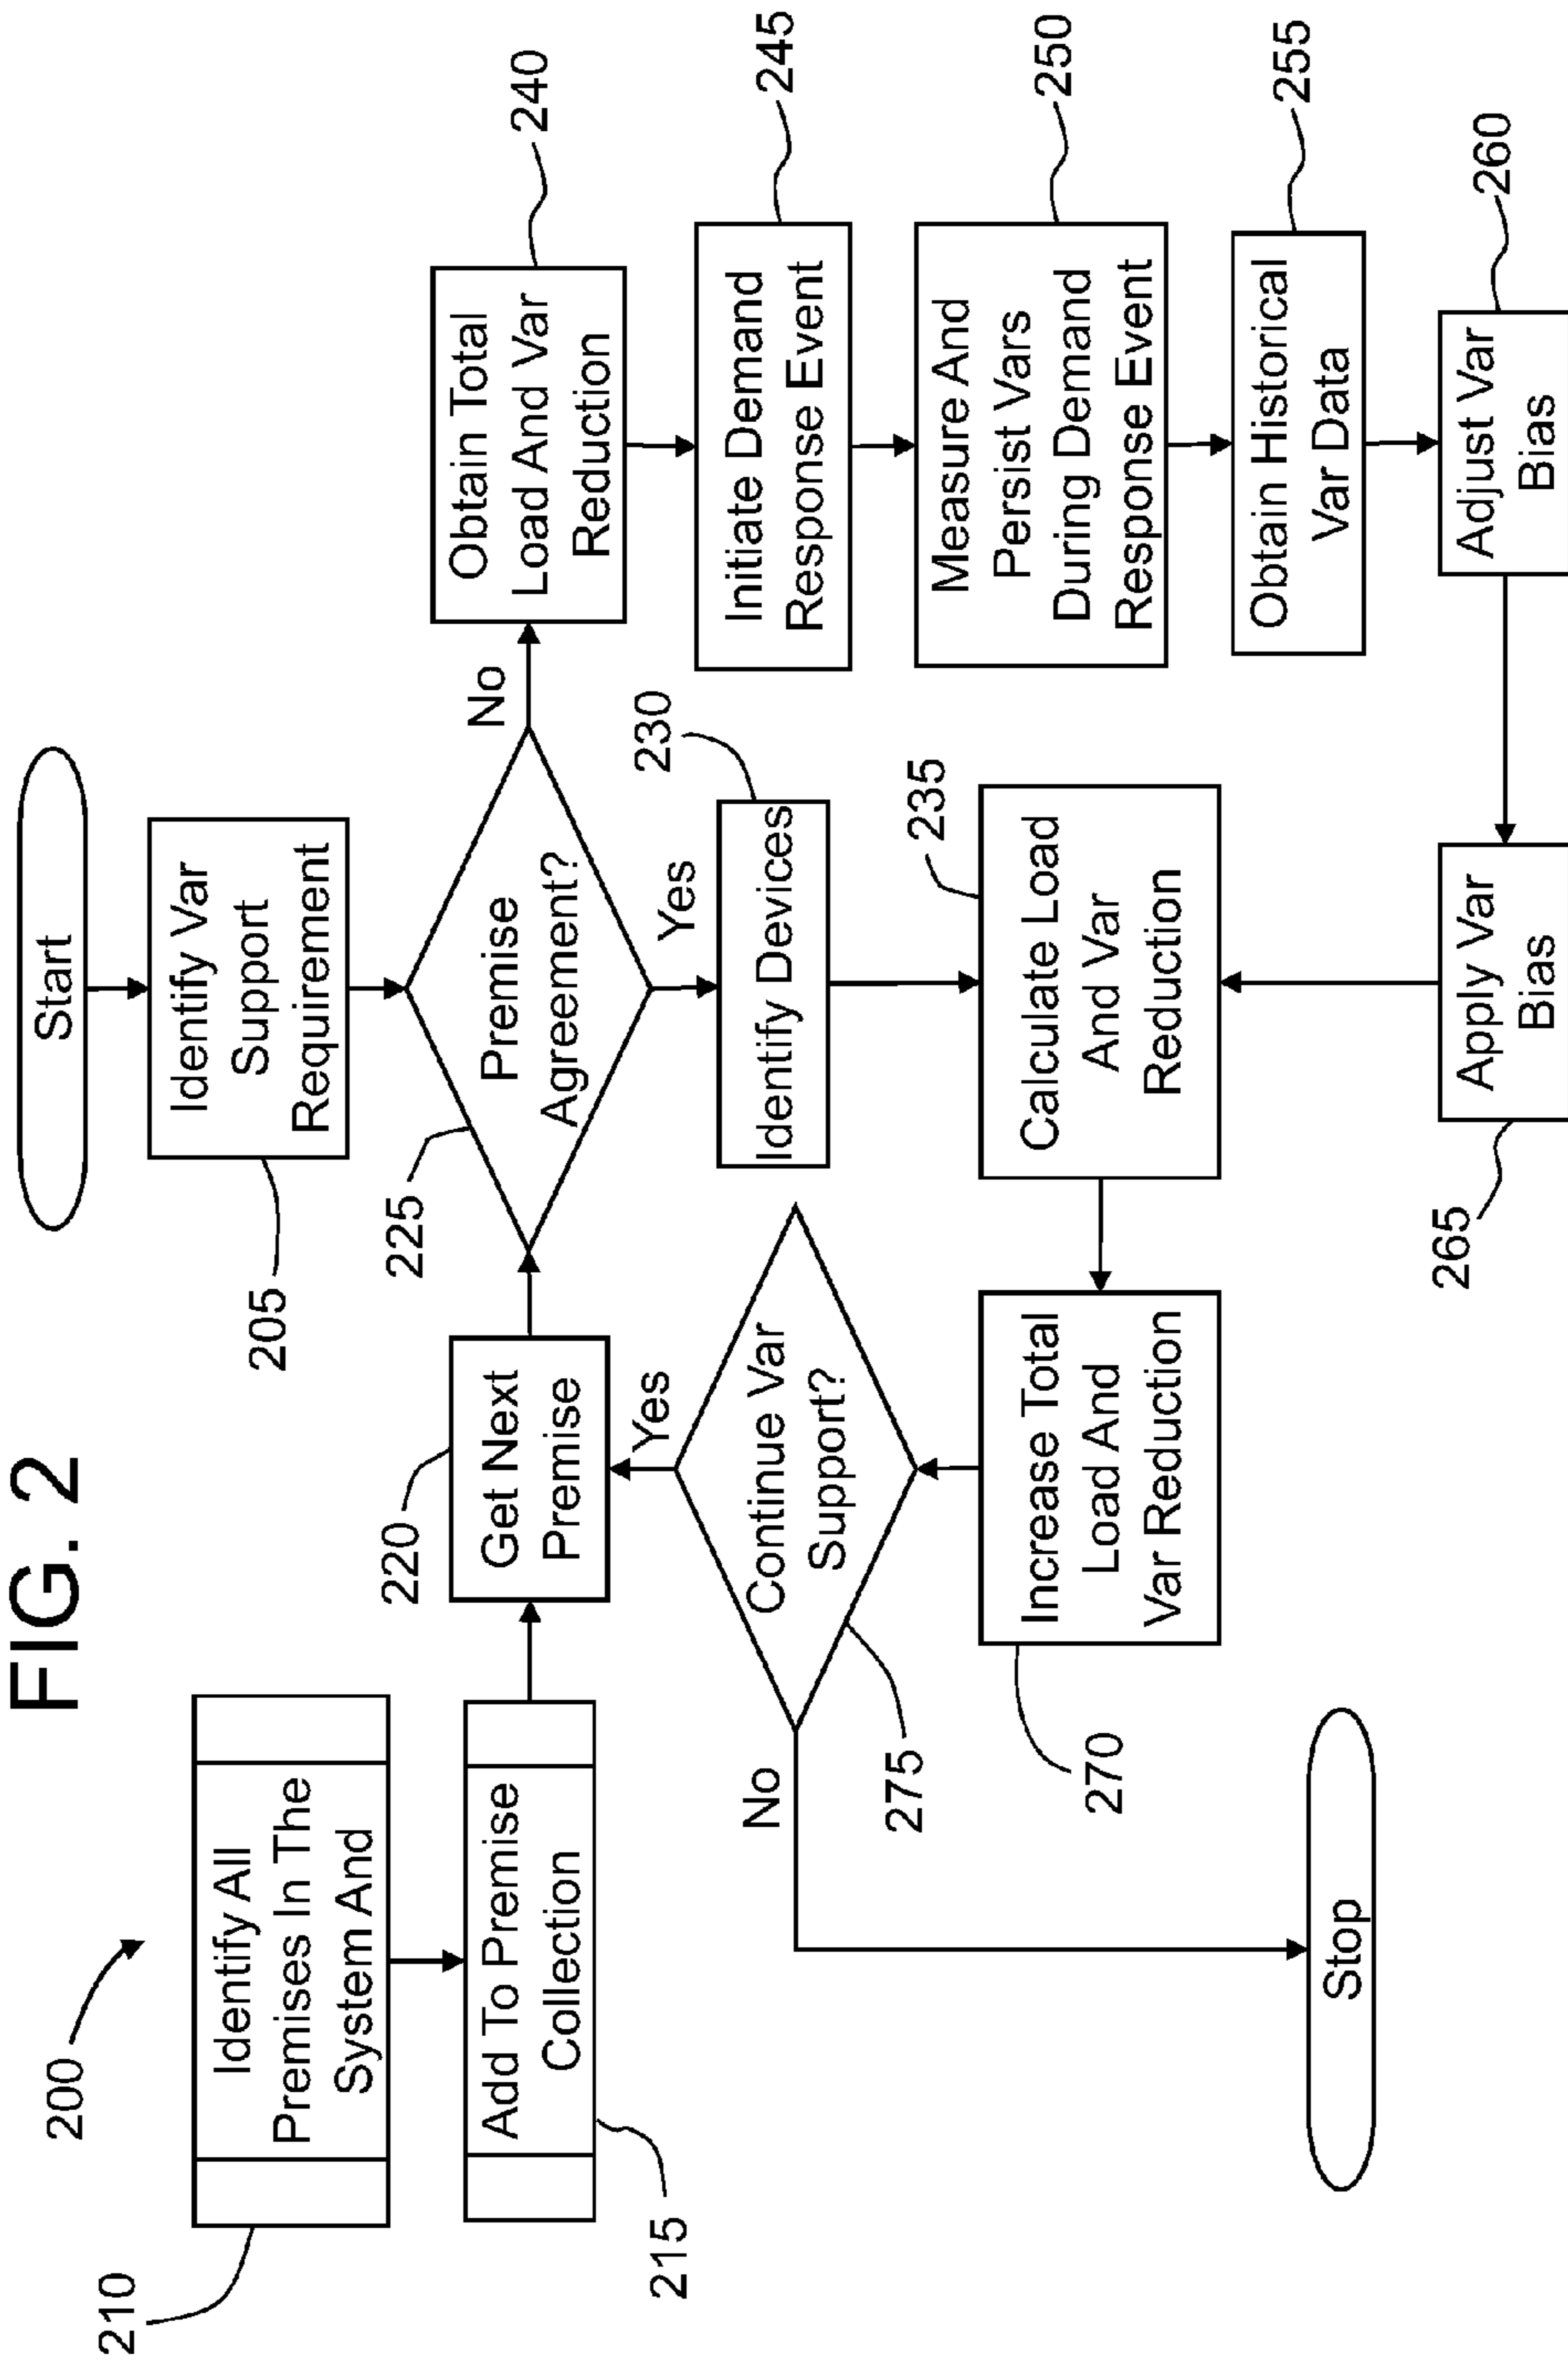 FIG. 2
200
Start
210
Identify All
Premises In The
System And
Identify Var
Support
Requirement
205
215
Add To Premise
Collection
220
Get Next
Premise
225
Premise
Agreement?
No
Obtain Total
Load And Var
Reduction
240
Yes
Yes
230
Identify Devices
Initiate Demand
Response Event
245
No
Continue Var
Support?
275
235
Calculate Load
And Var
Reduction
Measure And
Persist Vars
During Demand
Response Event
250
270
Increase Total
Load And
Var Reduction
Obtain Historical
Var Data
255
Stop
265
Apply Var
Bias
Adjust Var
Bias
260